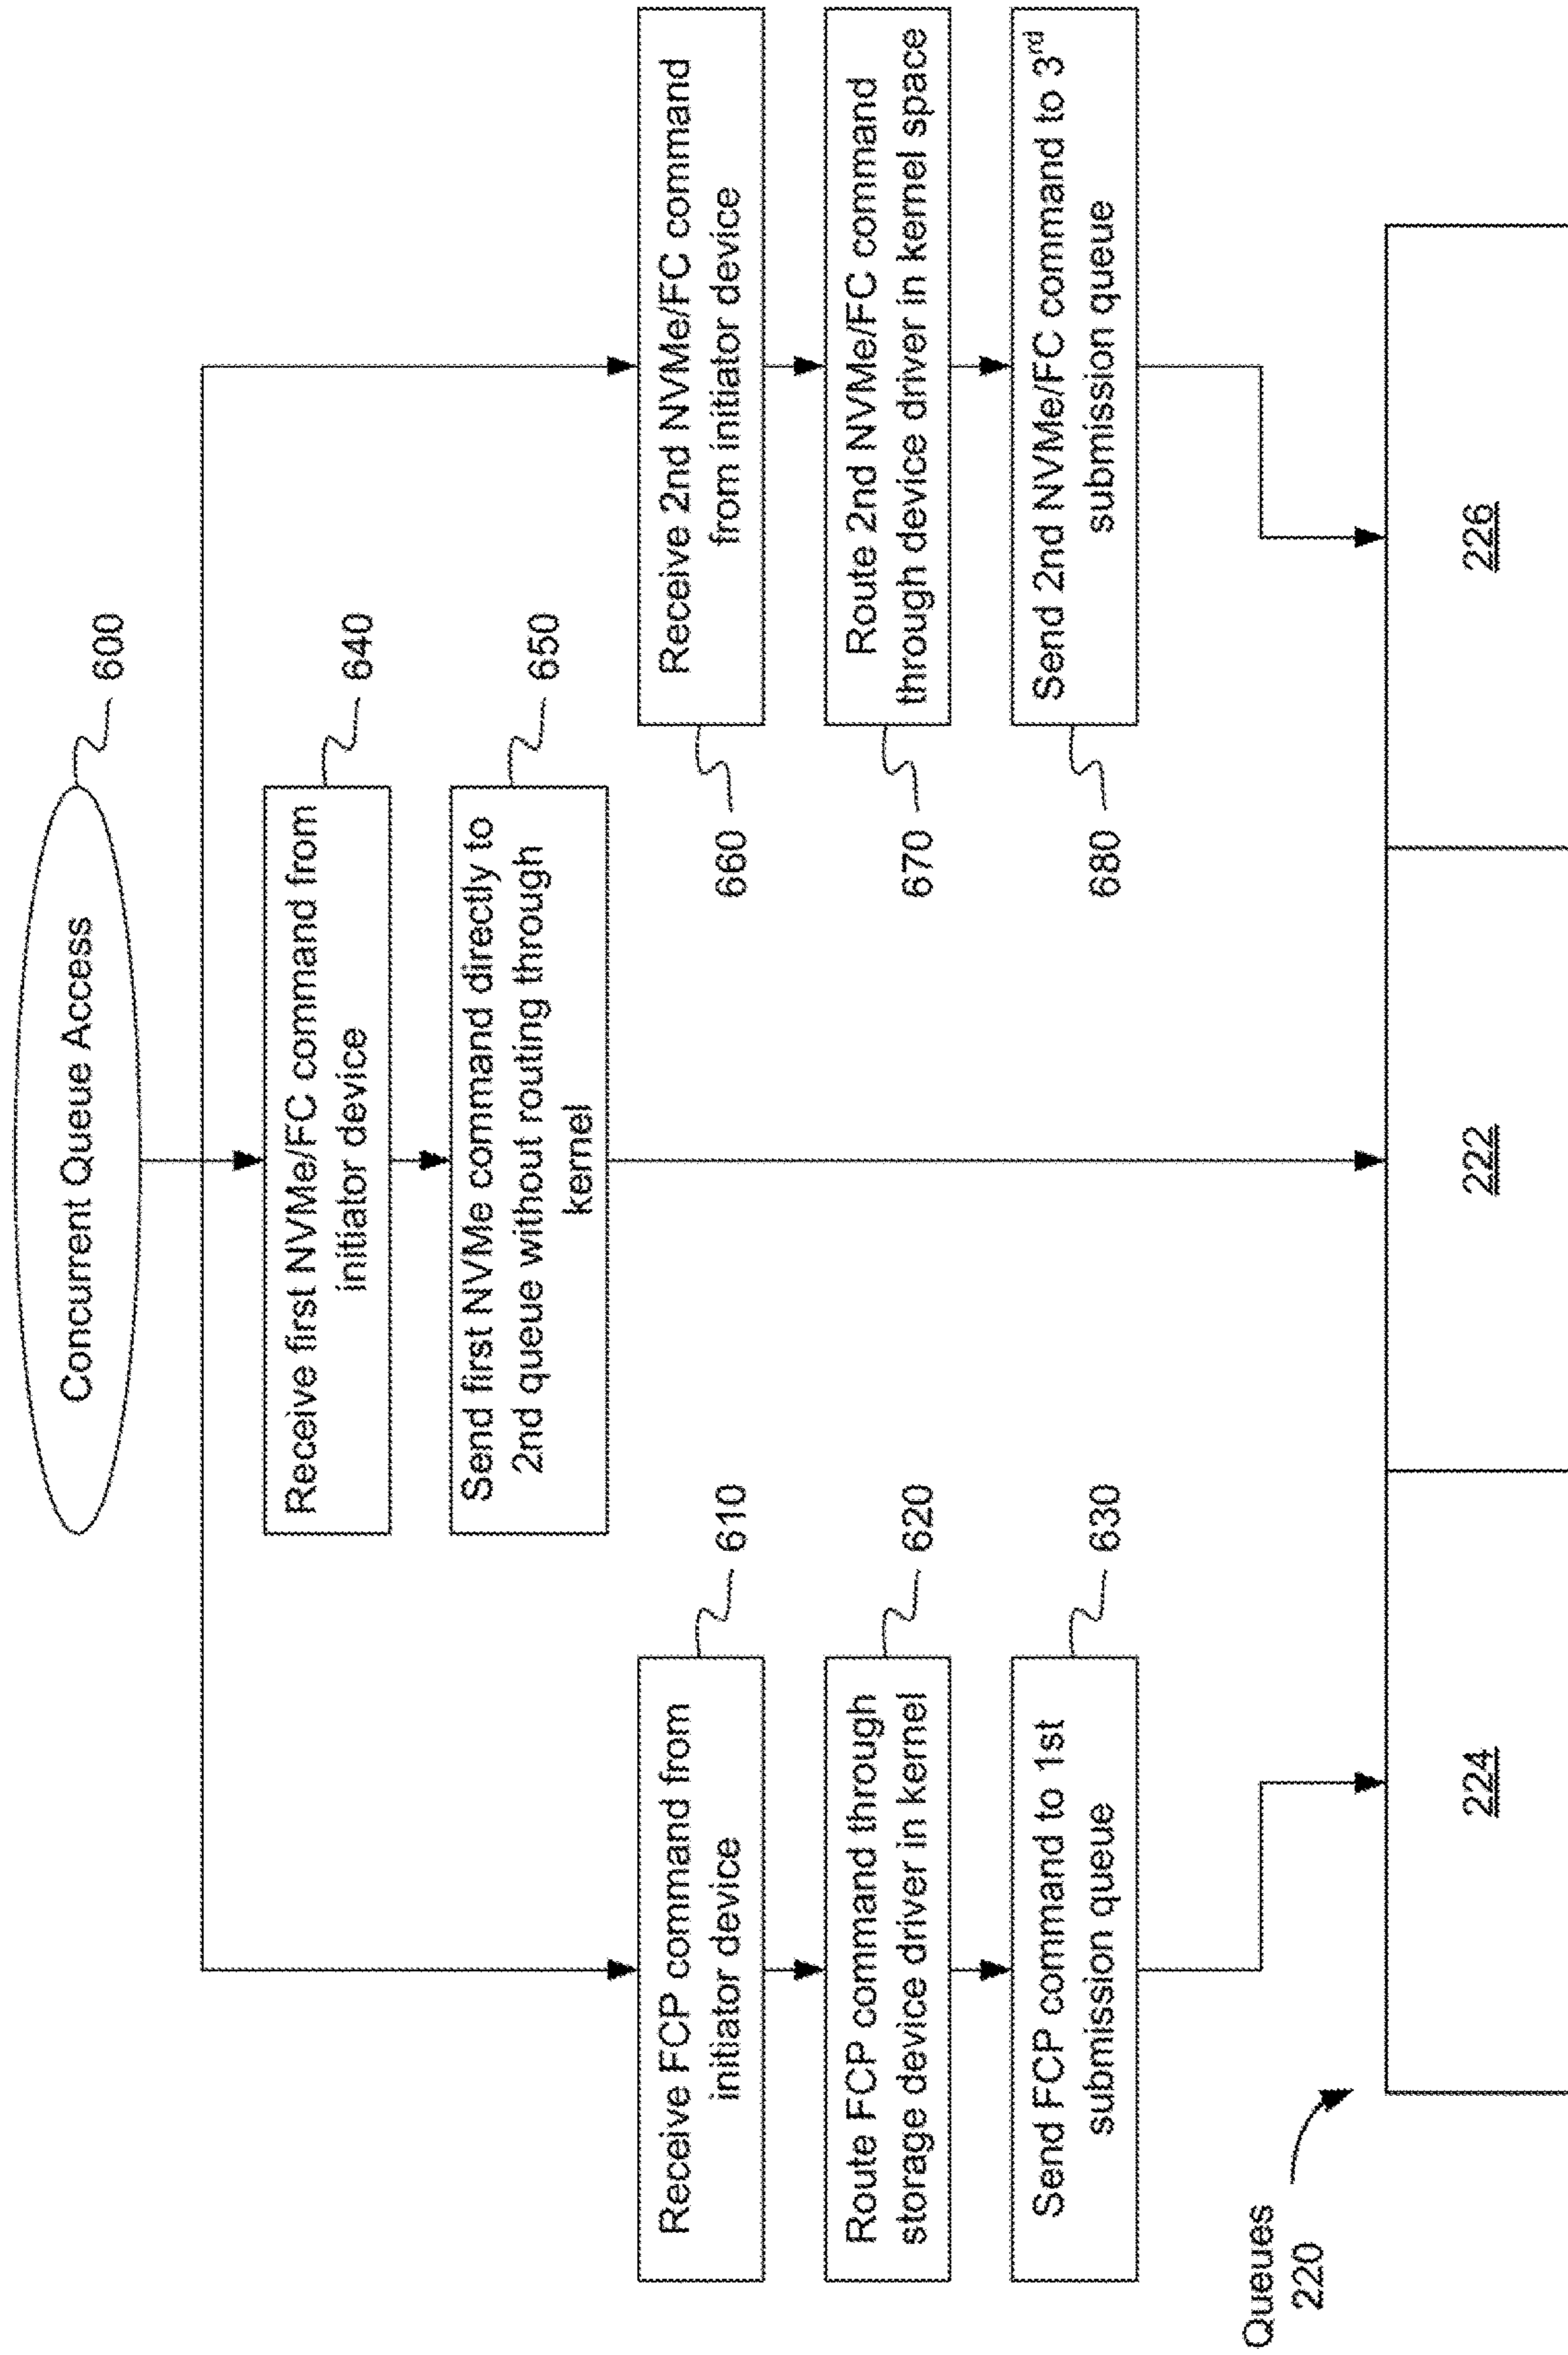 Concurrent Queue Access
600
Receive first NVMe/FC command from
initiator device
640
Send first NVMe command directly to
2nd queue without routing through
kernel
650
Receive FCP command from
initiator device
610
Route FCP command through
storage device driver in kernel
620
Send FCP command to 1st
submission queue
630
Receive 2nd NVMe/FC command
from initiator device
660
Route 2nd NVMe/FC command
through device driver in kernel space
670
Send 2nd NVMe/FC command to 3rd
submission queue
680
Queues
220
224
222
226